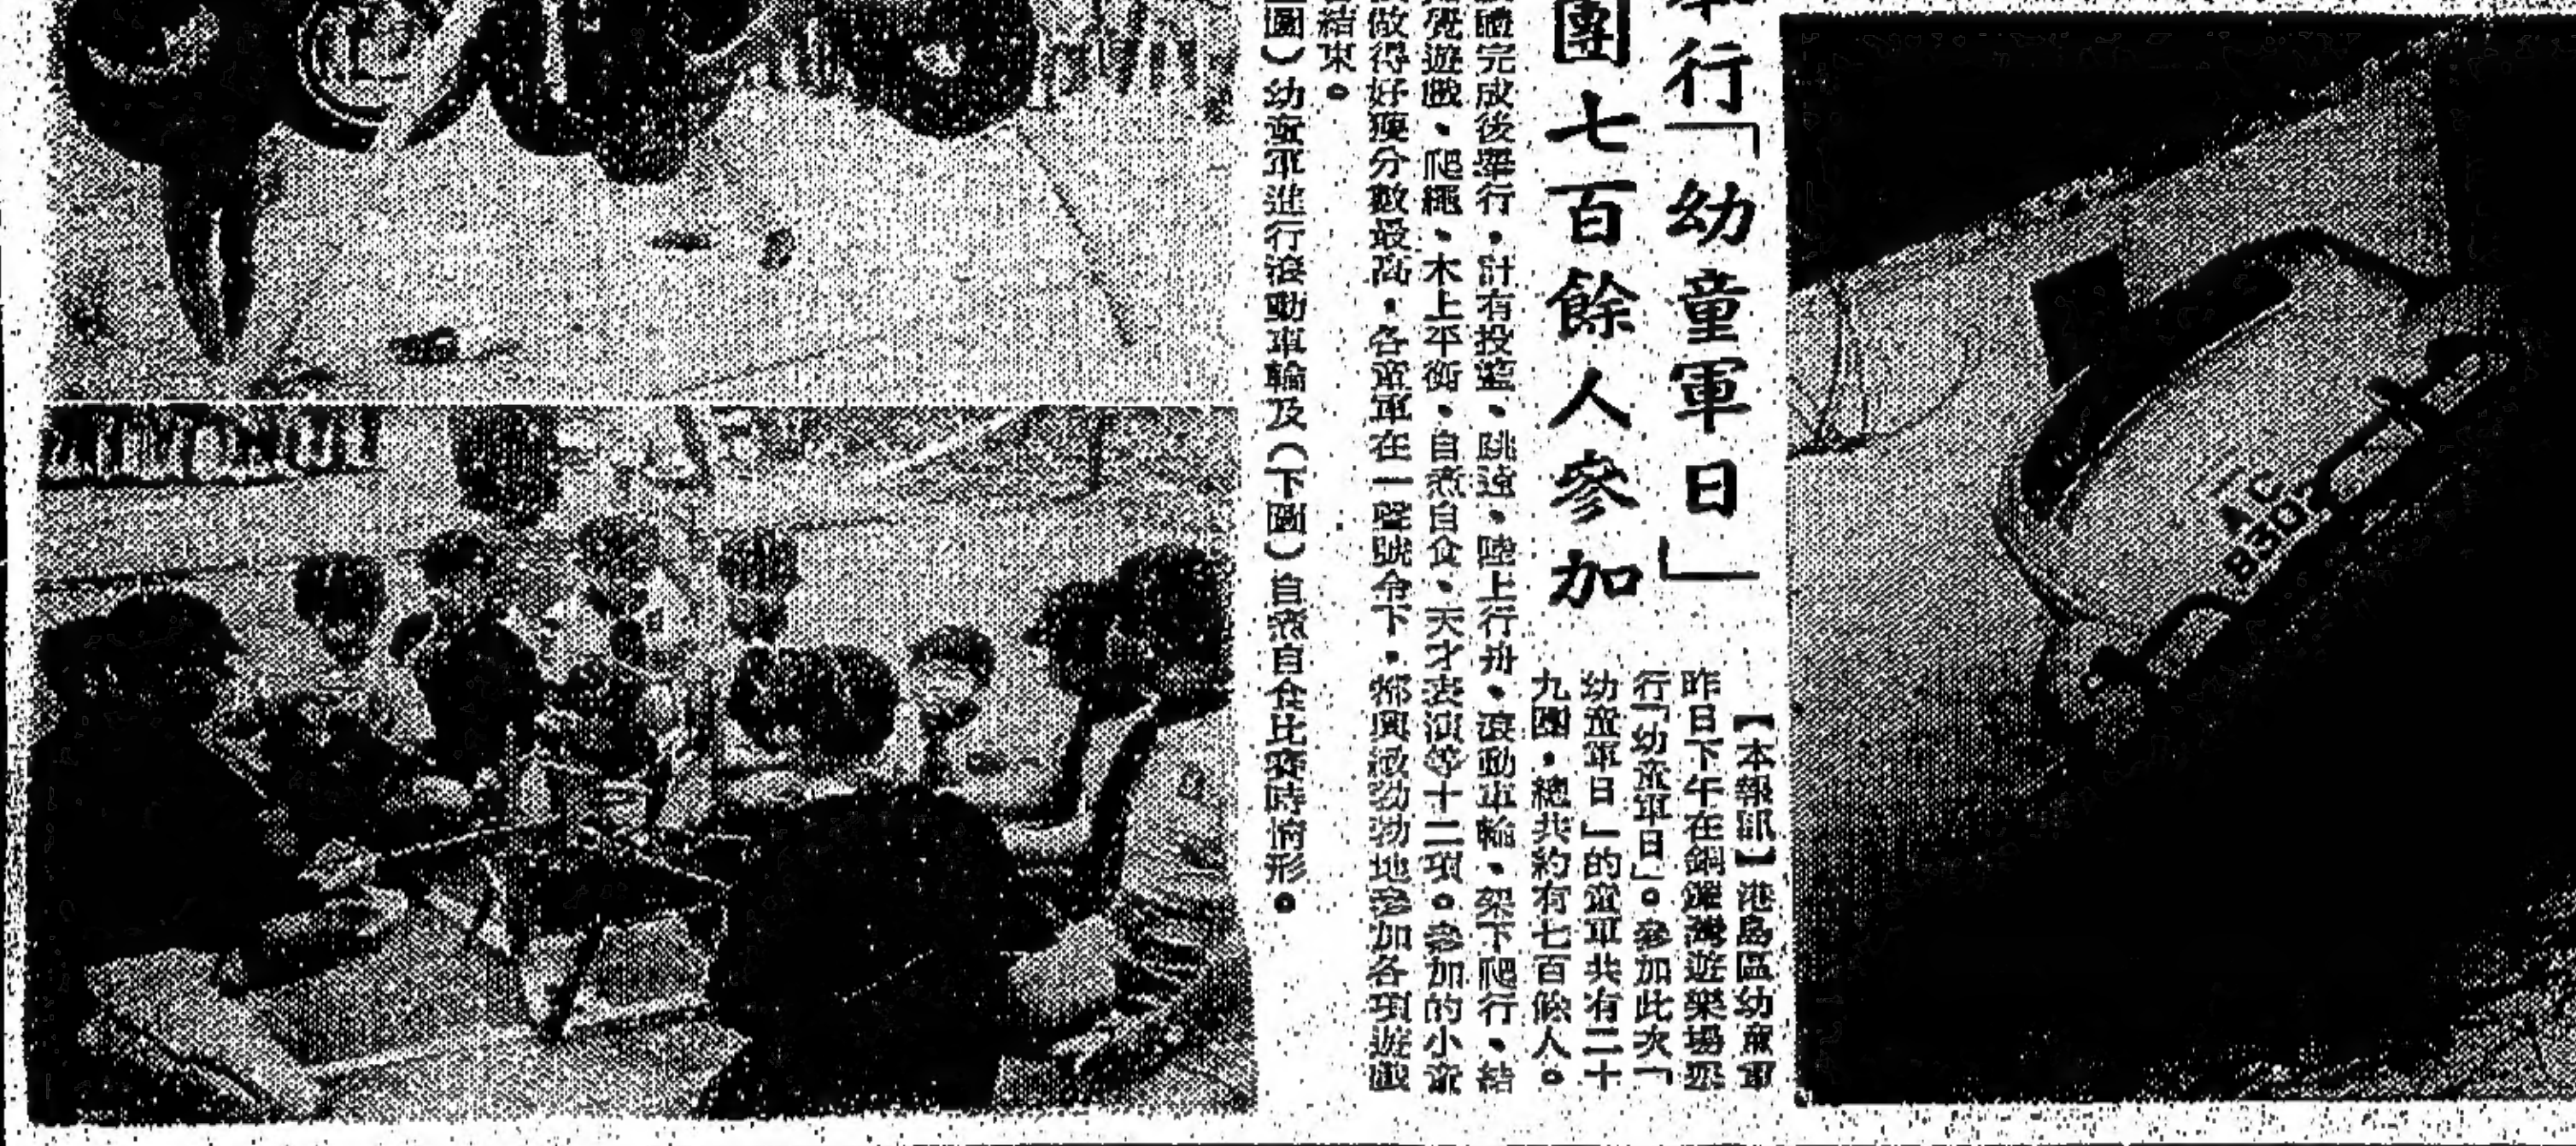 行「幼童軍日」
團七百餘人參加
【本報訊】港島區幼童軍
昨日下午在銅鑼灣遊樂場舉
行「幼童軍日」。參加此次「
幼童軍日」的童軍共有二十
九團,總共約有七百餘人。
禮完成後舉行,計有投籃、跳遠、陸上行舟、滾動車輪、架下爬行、結
覺遊戲、爬繩、木上平衡、自煮自食、天才表演等十二項。參加的小童
做得好獲分數最高,各童軍在一聲號令下,都興緻勃勃地參加各項遊戲
結束。
圖)幼童軍進行滾動車輪及(下圖)自煮自食比賽時情形。
AC
830